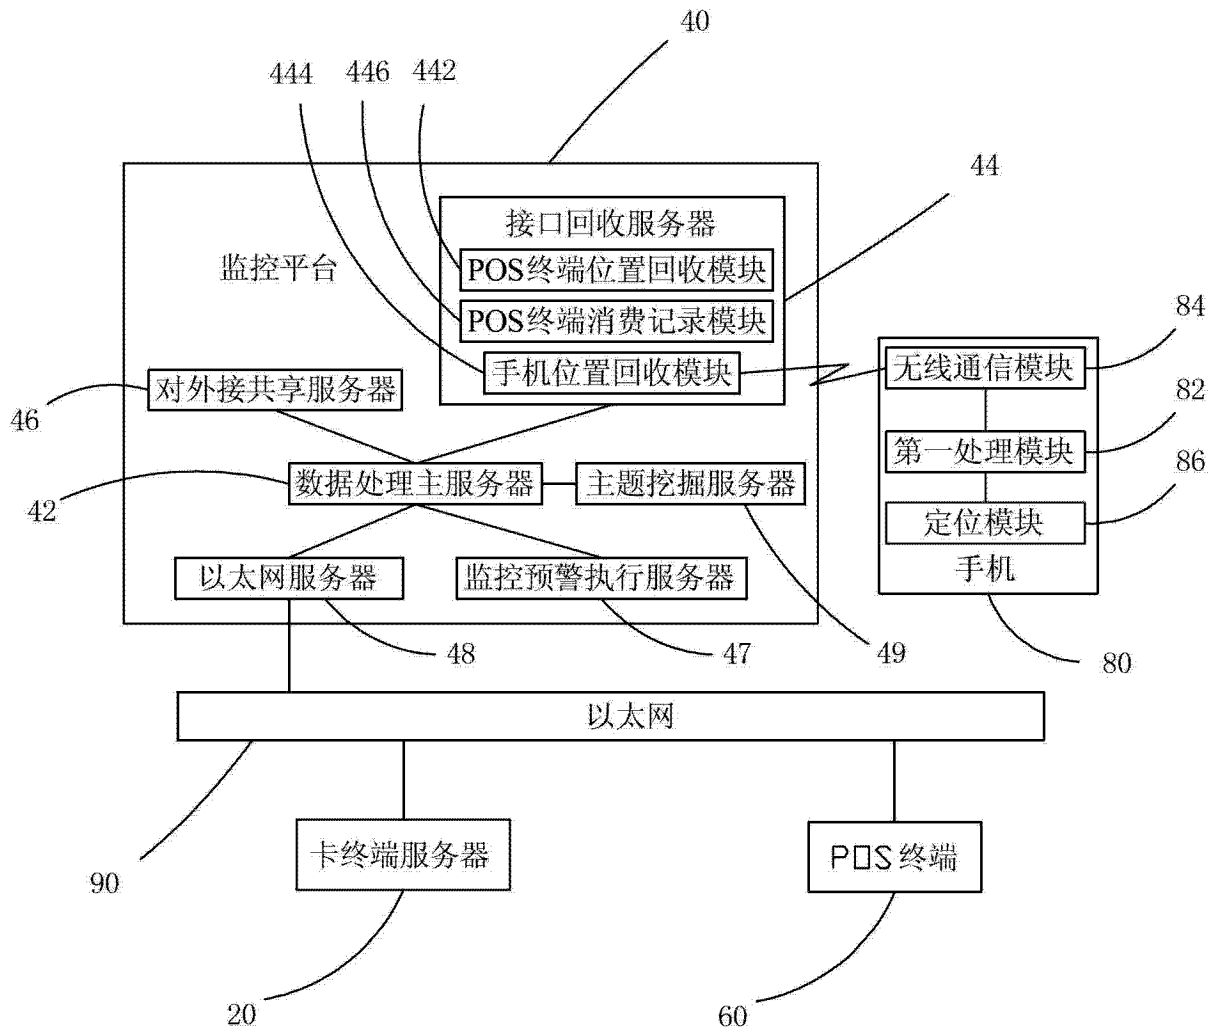 40
444
446
442
44
接口回收服务器
监控平台
POS终端位置回收模块
POS终端消费记录模块
84
手机位置回收模块
无线通信模块
对外接共享服务器
82
46
第一处理模块
86
数据处理主服务器
主题挖掘服务器
42
定位模块
手机
以太网服务器
监控预警执行服务器
48
47
49
80
以太网
卡终端服务器
POS终端
90
20
60